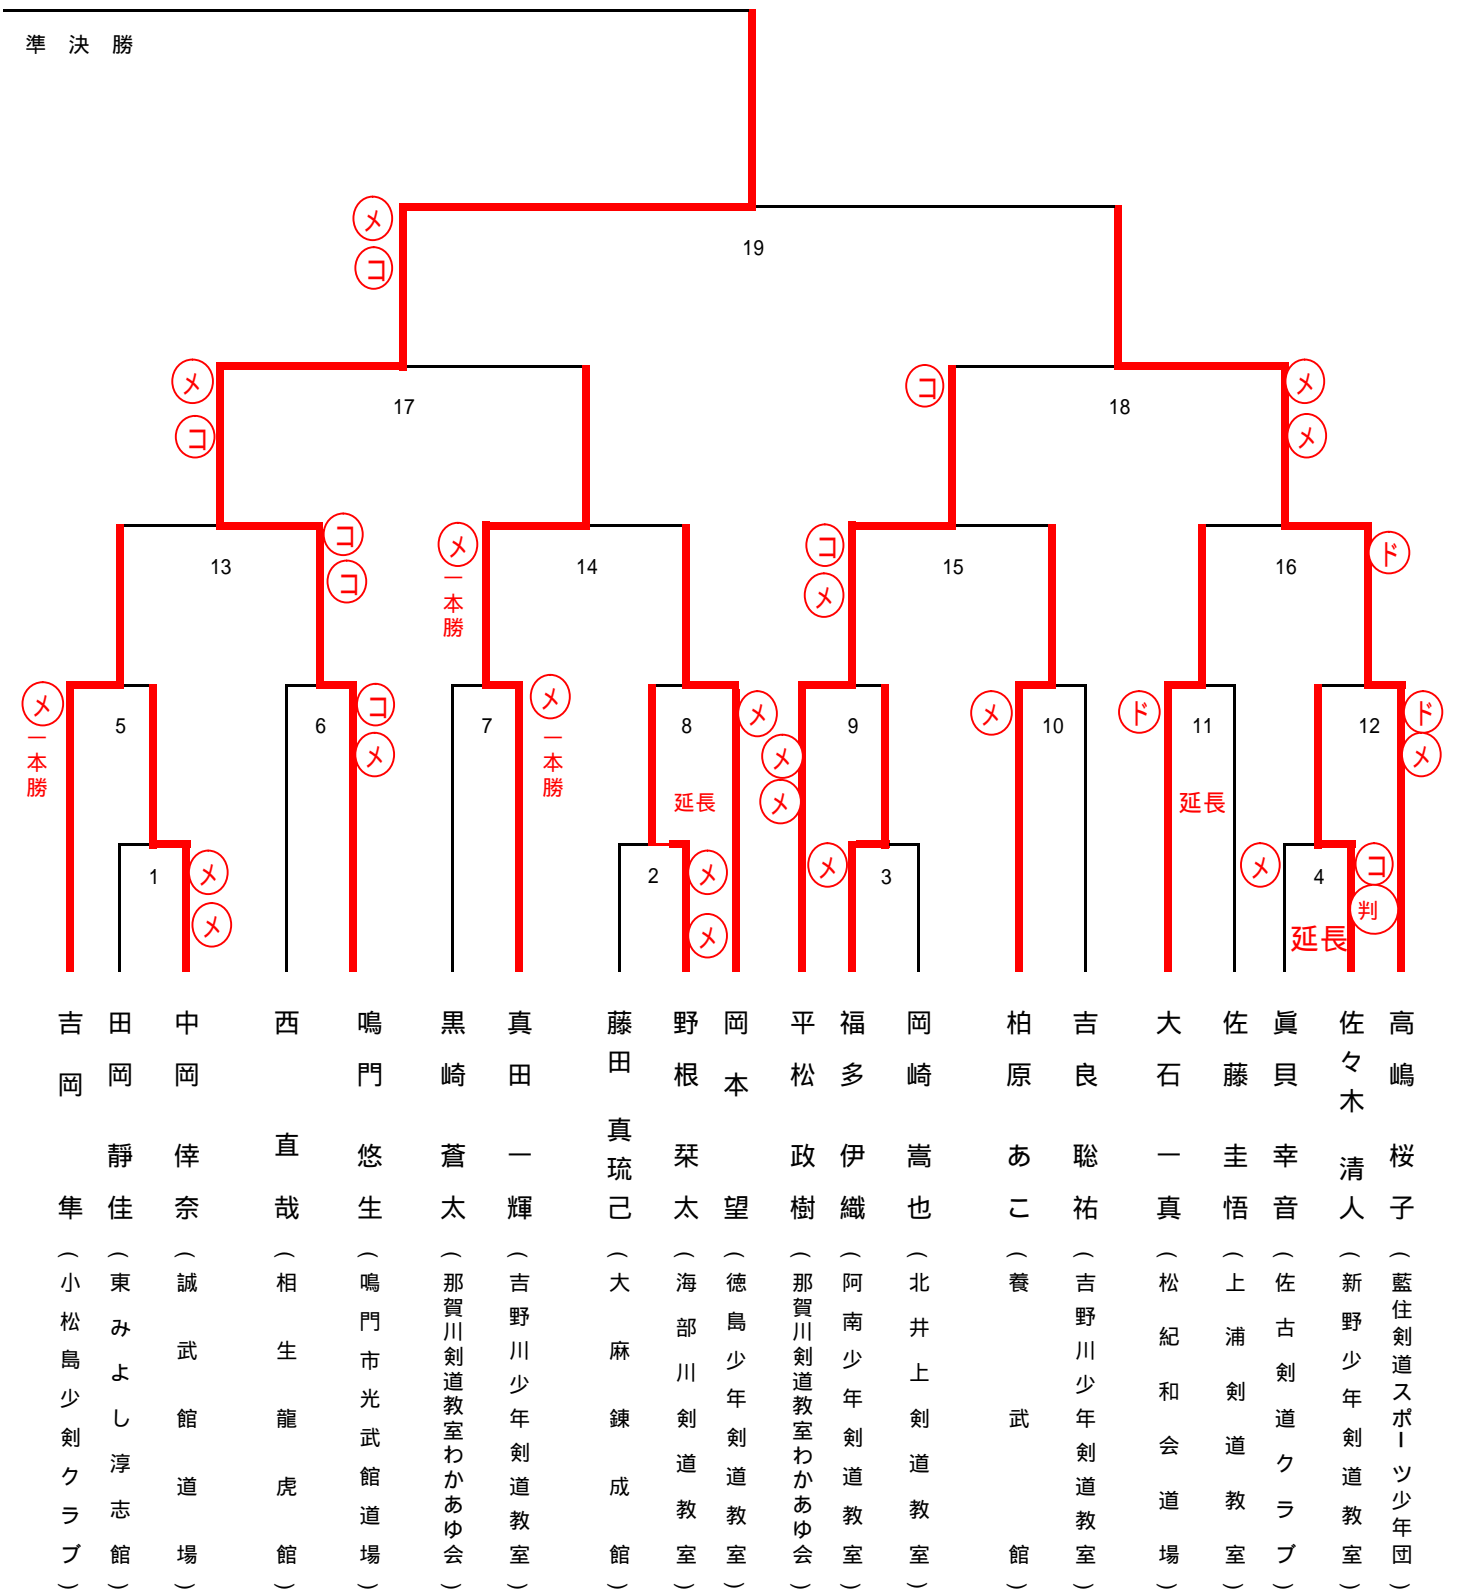 準決勝
19
メ
コ
17
18
メ
コ
コ
メ
メ
13
14
15
16
コ
コ
メ
一本勝
コ
メ
ド
5
6
7
8
9
10
11
12
メ
一本勝
コ
メ
メ
一本勝
メ
延長
メ
メ
メ
ド
延長
ド
メ
1
2
3
4
メ
メ
メ
メ
メ
メ
コ
判
延長
吉岡 隼(小松島少剣クラブ)
田岡 靜佳(東みよし淳志館)
中岡 倖奈(誠武館道場)
西 直哉(相生龍虎館)
鳴門 悠生(鳴門市光武館道場)
黒崎 蒼太(那賀川剣道教室わかあゆ会)
真田 一輝(吉野川少年剣道教室)
藤田 真琉己(大麻錬成館)
野根 栞太(海部川剣道教室)
岡本 望(徳島少年剣道教室)
平松 政樹(那賀川剣道教室わかあゆ会)
福多 伊織(阿南少年剣道教室)
岡崎 嵩也(北井上剣道教室)
柏原 あこ(養武館)
吉良 聡祐(吉野川少年剣道教室)
大石 一真(松紀和会道場)
佐藤 圭悟(上浦剣道教室)
眞貝 幸音(佐古剣道クラブ)
佐々木 清人(新野少年剣道教室)
高嶋 桜子(藍住剣道スポーツ少年団)